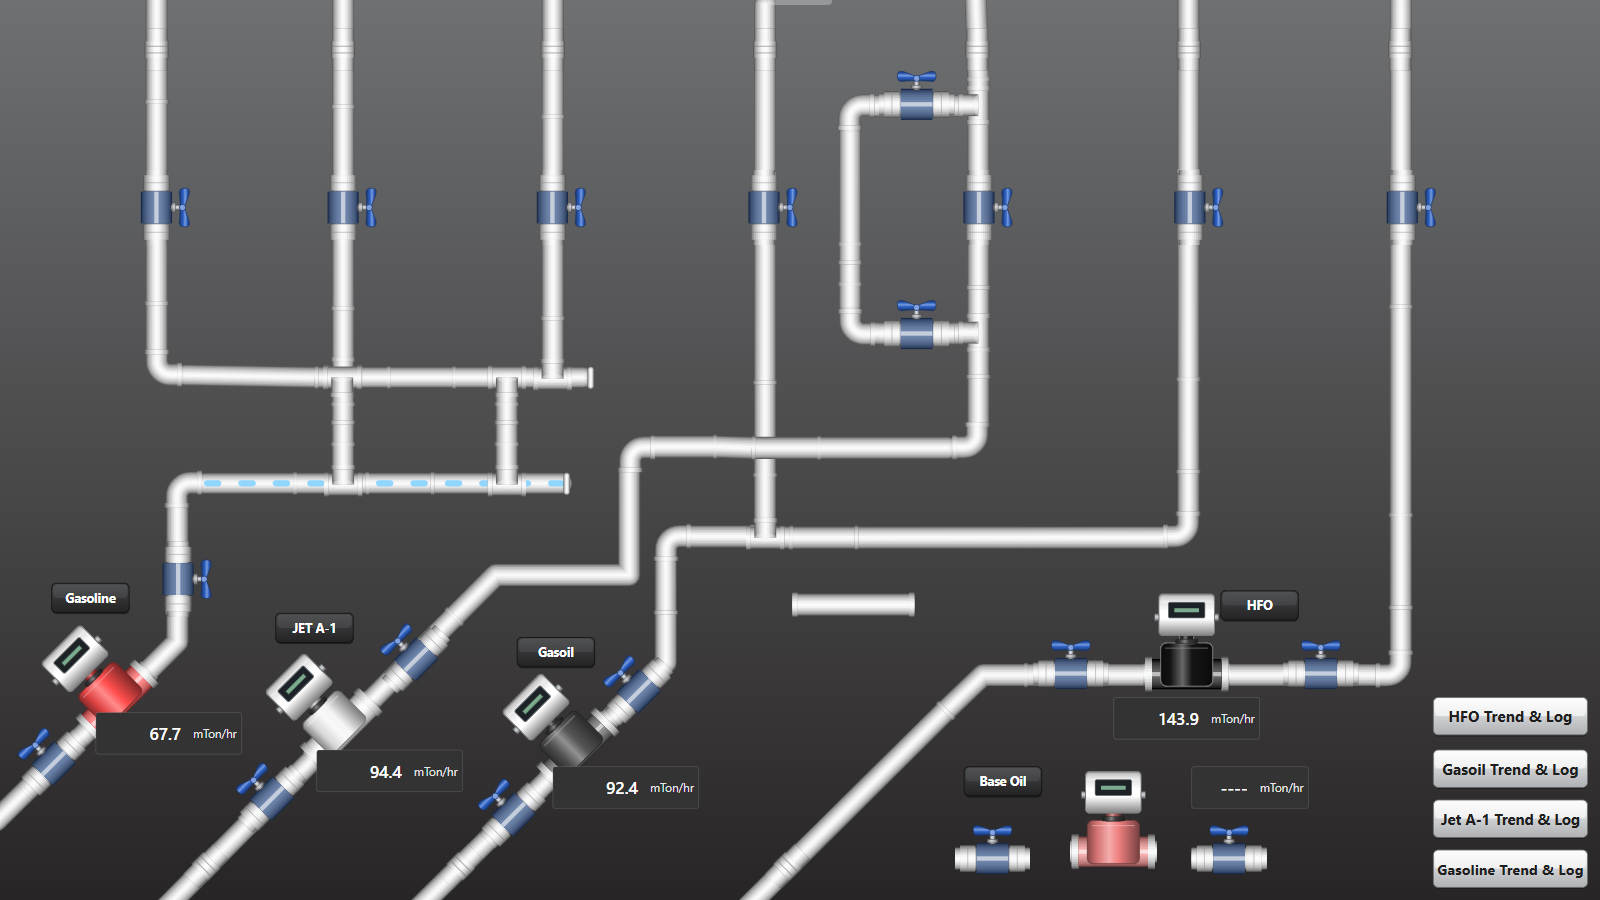 Gasoline
JET A-1
Gasoil
HFO
67.7 mTon/hr
94.4 mTon/hr
92.4 mTon/hr
143.9 mTon/hr
Base Oil
---- mTon/hr
HFO Trend & Log
Gasoil Trend & Log
Jet A-1 Trend & Log
Gasoline Trend & Log